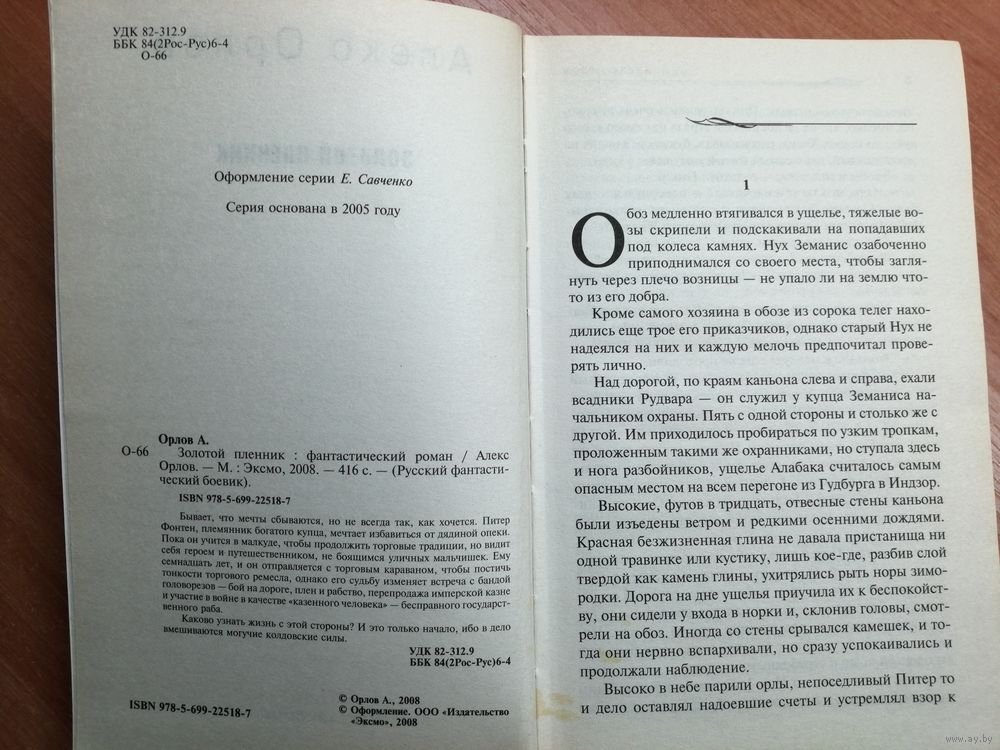 УДК 82-312.9
ББК 84(2Рос-Рус)6-4
О-66
Оформление серии Е. Савченко
Серия основана в 2005 году
Орлов А.
О-66 Золотой пленник : фантастический роман / Алекс
Орлов. — М. : Эксмо, 2008. — 416 с. — (Русский фантасти-
ческий боевик).
ISBN 978-5-699-22518-7
Бывает, что мечты сбываются, но не всегда так, как хочется. Питер
Фонтен, племянник богатого купца, мечтает избавиться от дядиной опеки.
Пока он учится в малкуде, чтобы продолжить торговые традиции, но видит
себя героем и путешественником, не боящимся уличных мальчишек. Ему
семнадцать лет, и он отправляется с торговым караваном, чтобы постичь
тонкости торгового ремесла, однако его судьбу изменяет встреча с бандой
головорезов — бой на дороге, плен и рабство, перепродажа имперской казне
и участие в войне в качестве «казенного человека» — бесправного государст-
венного раба.
Каково узнать жизнь с этой стороны? И это только начало, ибо в дело
вмешиваются могучие колдовские силы.
УДК 82-312.9
ББК 84(2Рос-Рус)6-4
© Орлов А., 2008
ISBN 978-5-699-22518-7 © Оформление. ООО «Издательство
«Эксмо», 2008
1
Обоз медленно втягивался в ущелье, тяжелые во-
зы скрипели и подскакивали на попадавших
под колеса камнях. Нух Земанис озабоченно
приподнимался со своего места, чтобы загля-
нуть через плечо возницы — не упало ли на землю что-
то из его добра.
Кроме самого хозяина в обозе из сорока телег нахо-
дились еще трое его приказчиков, однако старый Нух не
надеялся на них и каждую мелочь предпочитал прове-
рять лично.
Над дорогой, по краям каньона слева и справа, ехали
всадники Рудвара — он служил у купца Земаниса на-
чальником охраны. Пять с одной стороны и столько же с
другой. Им приходилось пробираться по узким тропкам,
проложенным такими же охранниками, но ступала здесь
и нога разбойников, ущелье Алабака считалось самым
опасным местом на всем перегоне из Гудбурга в Индзор.
Высокие, футов в тридцать, отвесные стены каньона
были изъедены ветром и редкими осенними дождями.
Красная безжизненная глина не давала пристанища ни
одной травинке или кустику, лишь кое-где, разбив слой
твердой как камень глины, ухитрялись рыть норы зимо-
родки. Дорога на дне ущелья приучила их к беспокойст-
ву, они сидели у входа в норки и, склонив головы, смот-
рели на обоз. Иногда со стены срывался камешек, и то-
гда они нервно вспархивали, но сразу успокаивались и
продолжали наблюдение.
Высоко в небе парили орлы, непоседливый Питер то
и дело оставлял надоевшие счеты и устремлял взор к
www.ay.by